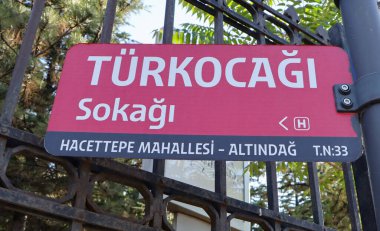 TÜRKOCAĞI
Sokağı
< H
HACETTEPE MAHALLESİ - ALTINDAĞ T.N:33